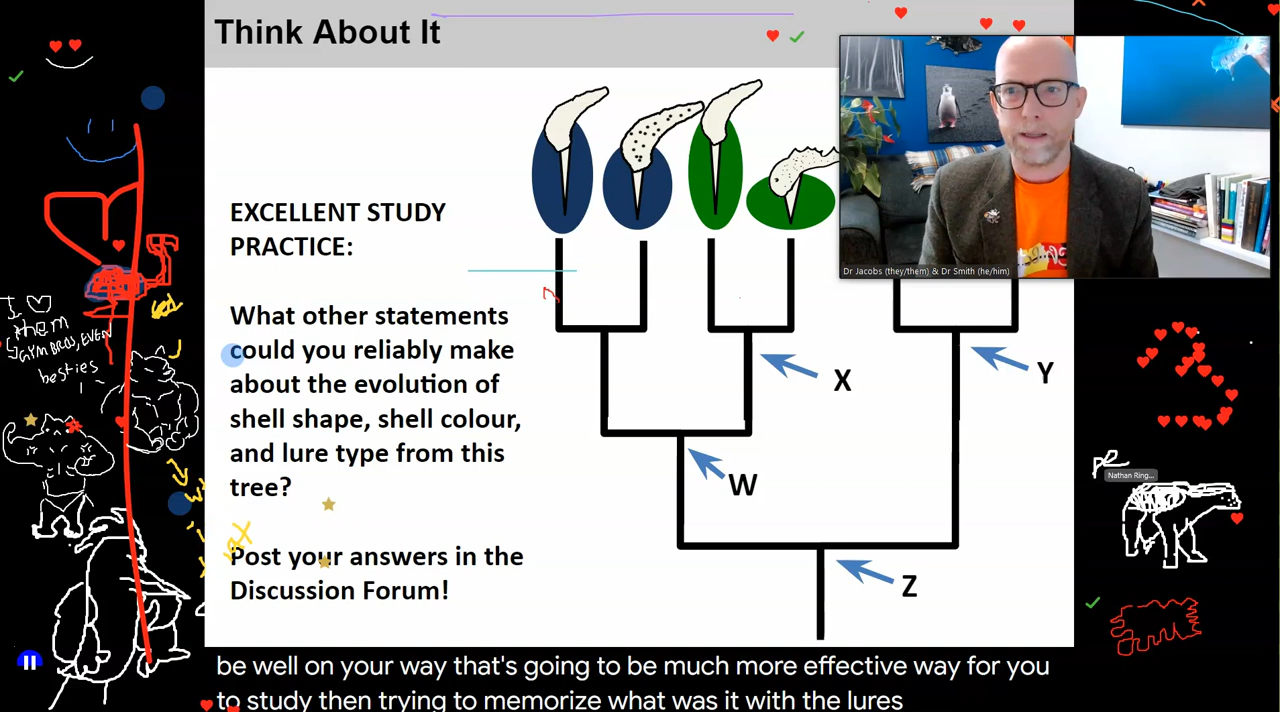 Think About It
EXCELLENT STUDY
PRACTICE:
What other statements
could you reliably make
about the evolution of
shell shape, shell colour,
and lure type from this
tree?
Post your answers in the
Discussion Forum!
X
Y
W
Z
Dr Jacobs (they/them) & Dr Smith (he/him)
Nathan Ring...
I
them
GYM BROS, EVEN
besties
be well on your way that's going to be much more effective way for you
to study then trying to memorize what was it with the lures